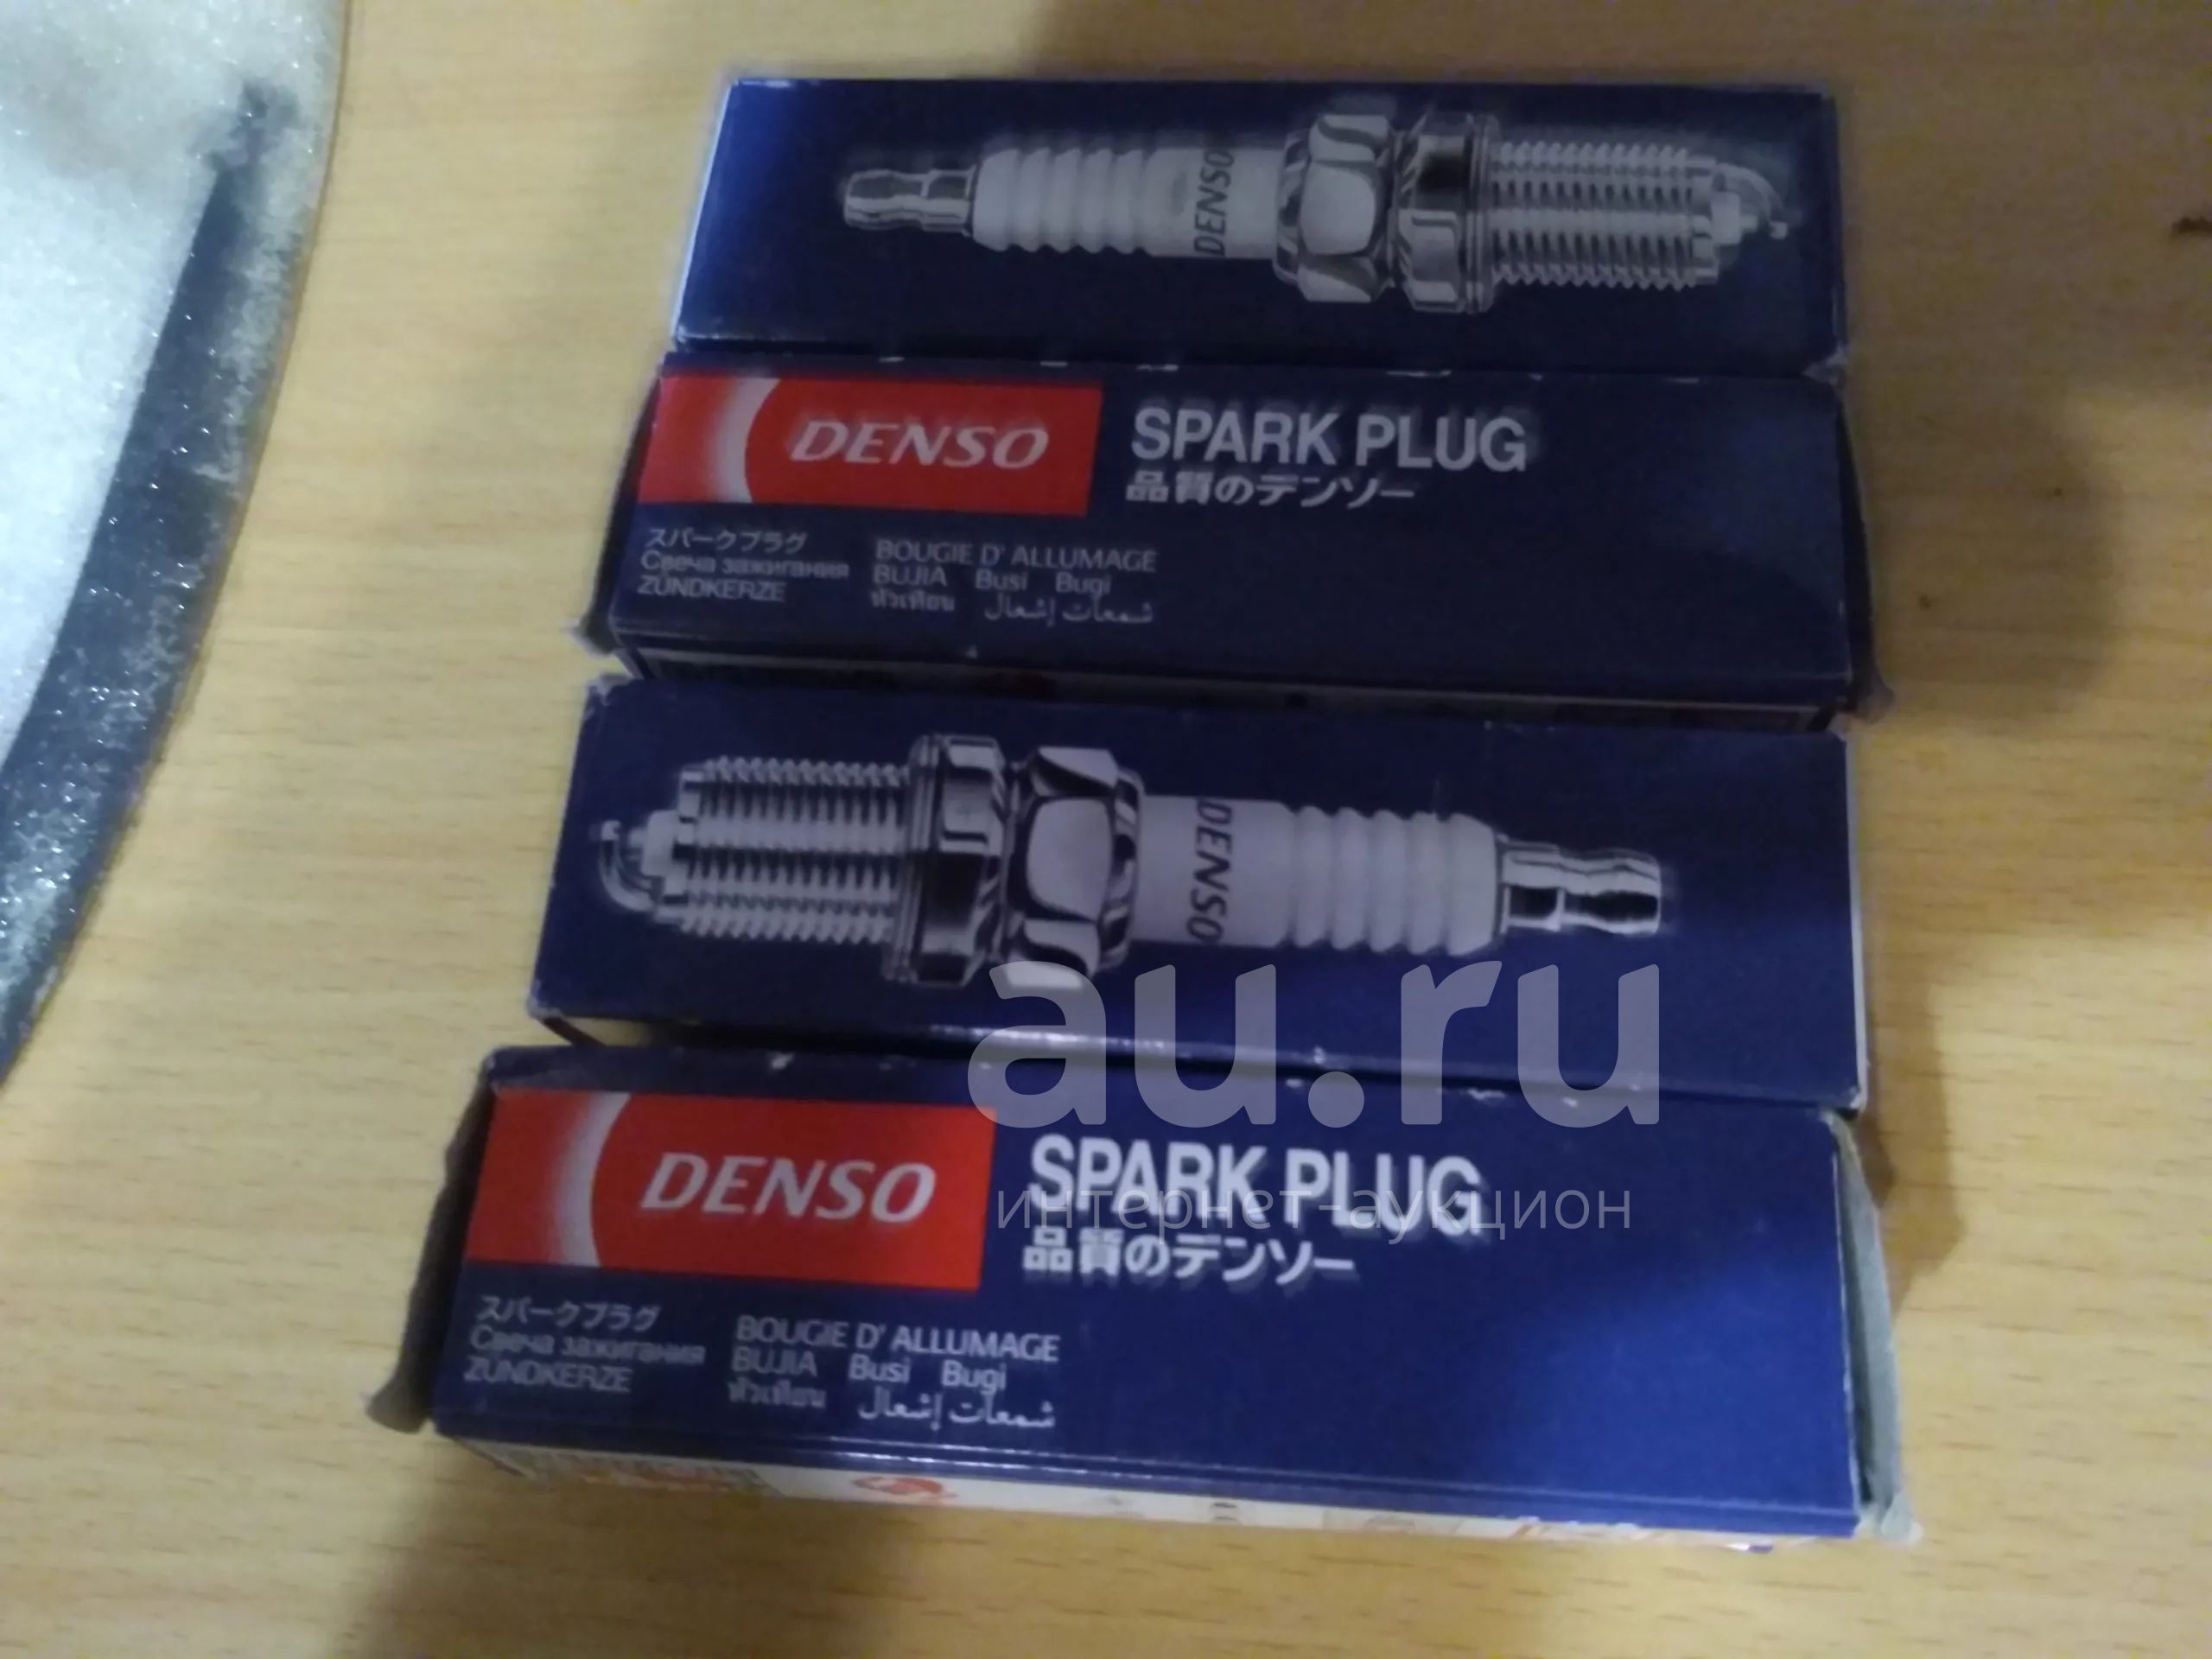 DENSO
DENSO
SPARK PLUG
品質のデンソー
スパークプラグ
Свеча зажигания
ZÜNDKERZE
BOUGIE D' ALLUMAGE
BUJIA Busi Bugi
หัวเทียน شمعات إشعال
DENSO
au.ru
интернет-аукцион
DENSO
SPARK PLUG
品質のデンソー
スパークプラグ
Свеча зажигания
ZÜNDKERZE
BOUGIE D' ALLUMAGE
BUJIA Busi Bugi
หัวเทียน شمعات إشعال